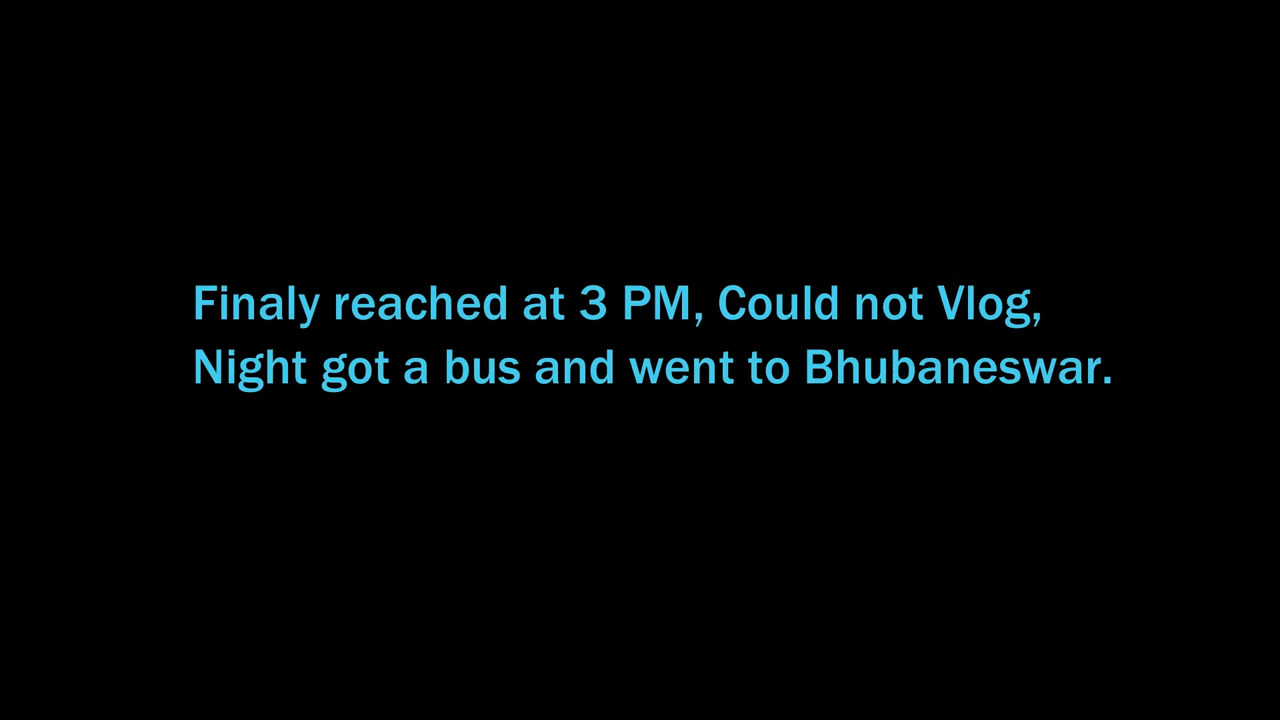 Finaly reached at 3 PM, Could not Vlog,
Night got a bus and went to Bhubaneswar.